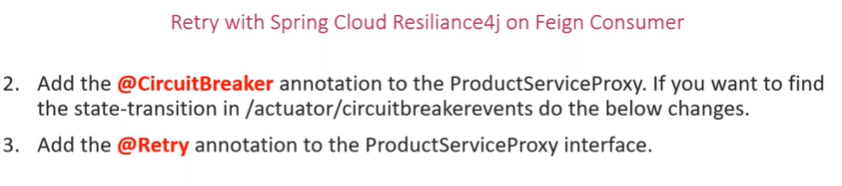 Retry with Spring Cloud Resiliance4j on Feign Consumer
2. Add the @CircuitBreaker annotation to the ProductServiceProxy. If you want to find
the state-transition in /actuator/circuitbreakerevents do the below changes.
3. Add the @Retry annotation to the ProductServiceProxy interface.